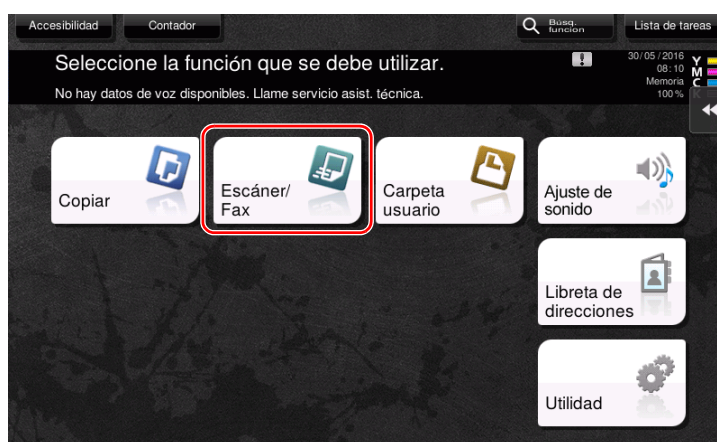 Accesibilidad
Contador
Búsq. función
Lista de tareas
Seleccione la función que se debe utilizar.
No hay datos de voz disponibles. Llame servicio asist. técnica.
30/05/2016
08:10
Memoria
100 %
Y
M
C
K
Copiar
Escáner/
Fax
Carpeta
usuario
Ajuste de
sonido
Libreta de
direcciones
Utilidad